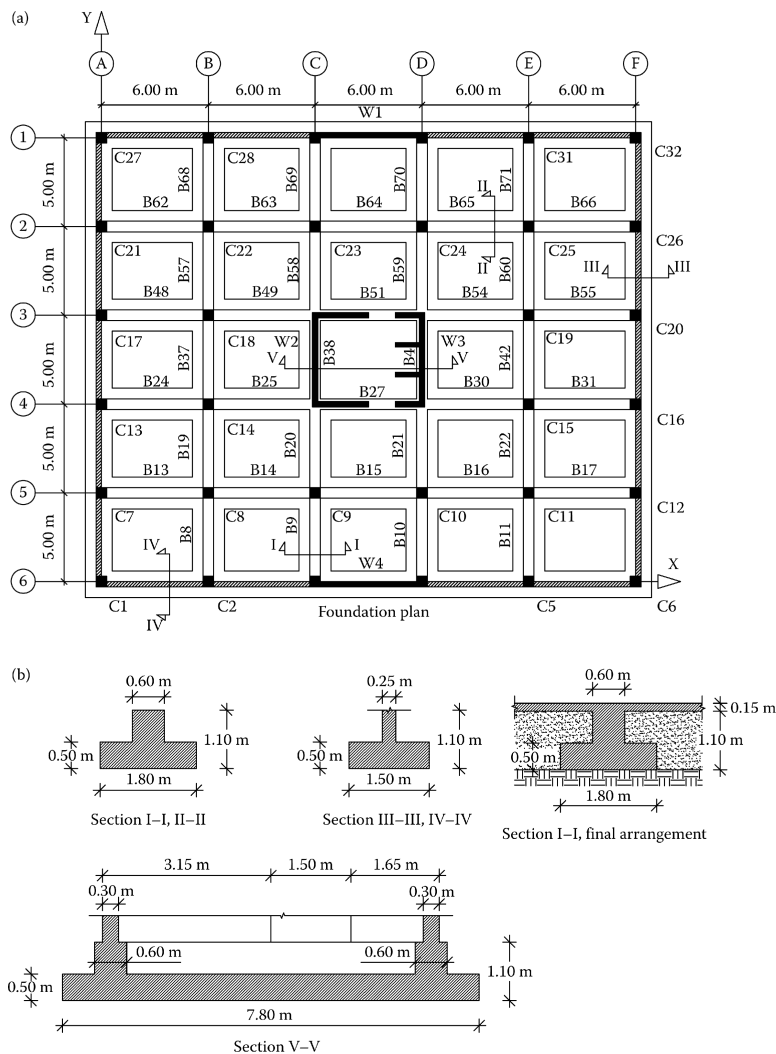 (a)
Y
A B C D E F
6.00 m 6.00 m 6.00 m 6.00 m 6.00 m
W1
1
C27 B68 C28 B69 B70 II B71 C31 C32
5.00 m
B62 B63 B64 B65 B66
2
C26
C21 B57 C22 B58 C23 B59 C24 B60 C25
5.00 m
II III III
B48 B49 B51 B54 B55
3
C20
C17 B37 C18 W2 B38 B4 W3 B42 C19
5.00 m
V V
B24 B25 B27 B30 B31
4
C16
C13 B19 C14 B20 B21 B22 C15
5.00 m
B13 B14 B15 B16 B17
5
C12
C7 B8 C8 B9 C9 B10 C10 B11 C11
5.00 m
IV I I
W4
6
X
C1 C2 Foundation plan C5 C6
IV
(b)
0.60 m 0.25 m 0.60 m
0.15 m
1.10 m 1.10 m 1.10 m
0.50 m 0.50 m 0.50 m
1.80 m 1.50 m 1.80 m
Section I–I, II–II Section III–III, IV–IV Section I–I, final arrangement
3.15 m 1.50 m 1.65 m
0.30 m 0.30 m
0.60 m 0.60 m
1.10 m
0.50 m
7.80 m
Section V–V